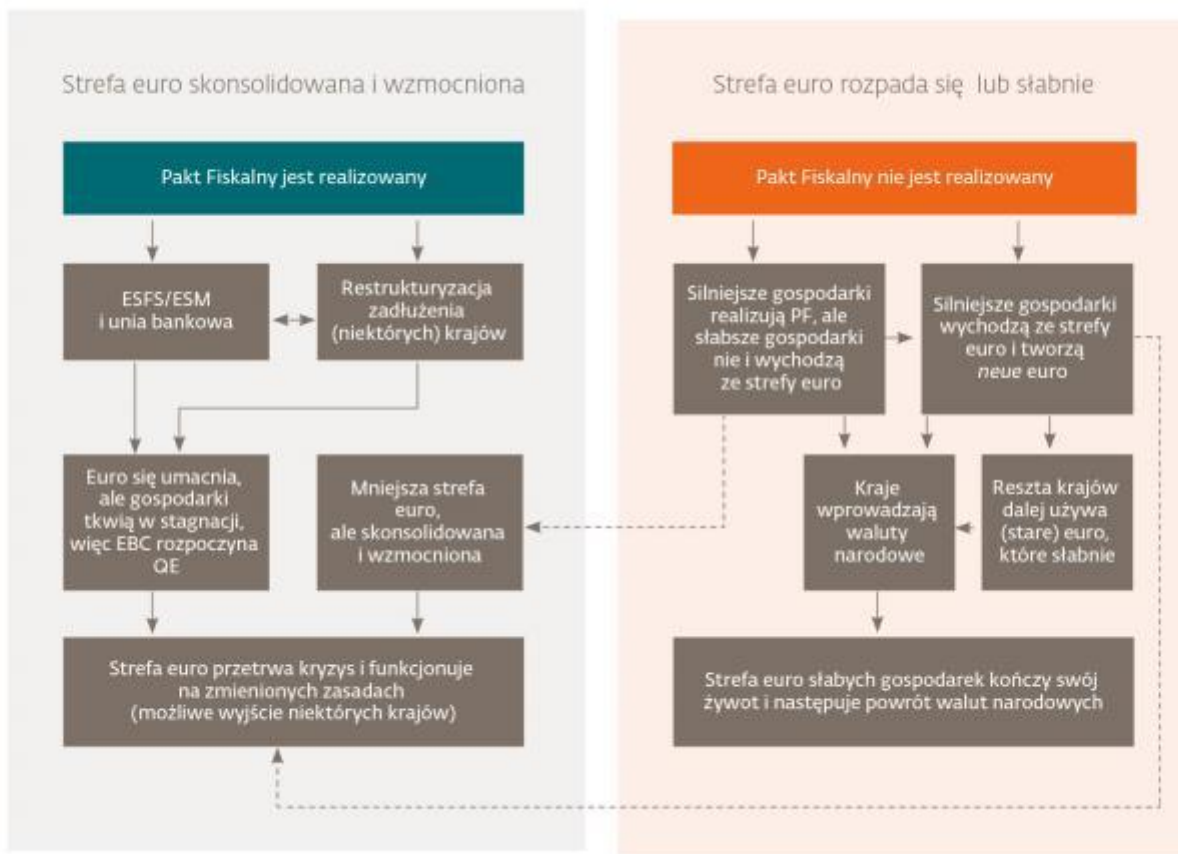 Strefa euro skonsolidowana i wzmocniona
Pakt Fiskalny jest realizowany
ESFS/ESM
i unia bankowa
Restrukturyzacja
zadłużenia
(niektórych) krajów
Euro się umacnia,
ale gospodarki
tkwią w stagnacji,
więc EBC rozpoczyna
QE
Mniejsza strefa
euro,
ale skonsolidowana
i wzmocniona
Strefa euro przetrwa kryzys i funkcjonuje
na zmienionych zasadach
(możliwe wyjście niektórych krajów)
Strefa euro rozpada się lub słabnie
Pakt Fiskalny nie jest realizowany
Silniejsze gospodarki
realizują PF, ale
słabsze gospodarki
nie i wychodzą
ze strefy euro
Silniejsze gospodarki
wychodzą ze strefy
euro i tworzą
neue euro
Kraje
wprowadzają
waluty
narodowe
Reszta krajów
dalej używa
(stare) euro,
które słabnie
Strefa euro słabych gospodarek kończy swój
żywot i następuje powrót walut narodowych